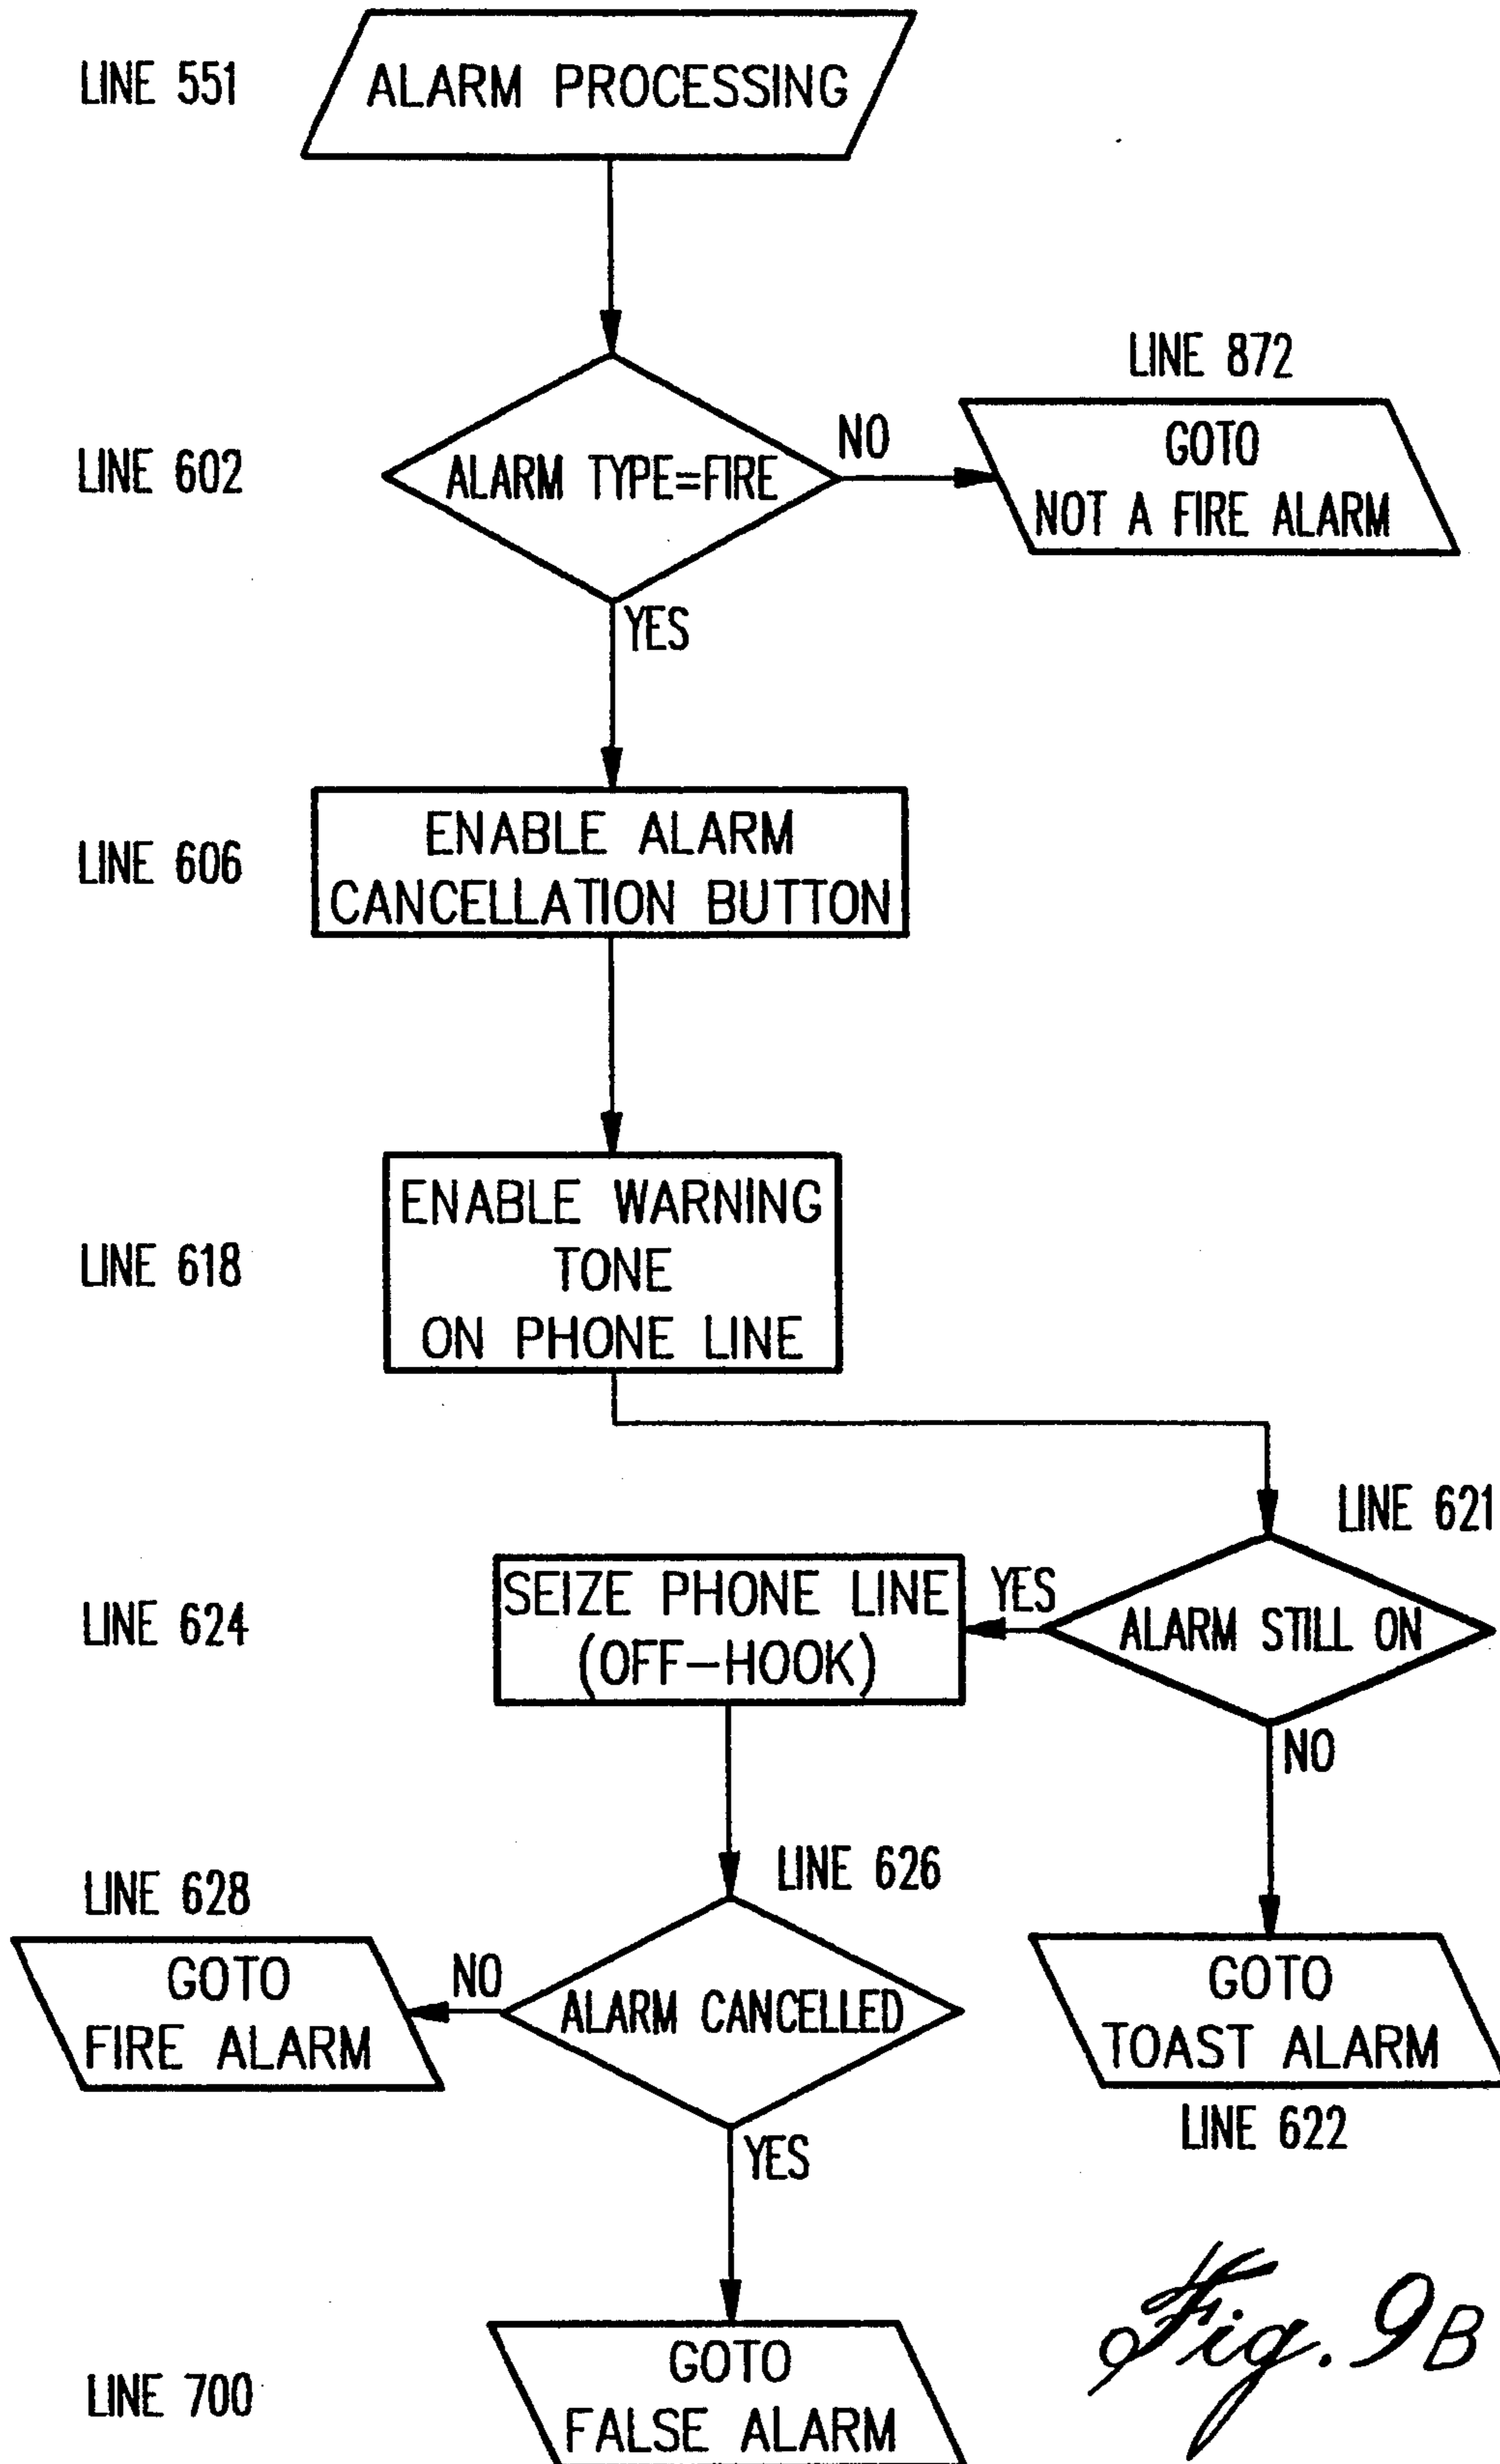 LINE 551
ALARM PROCESSING
LINE 872
LINE 602
ALARM TYPE=FIRE
NO
GOTO
NOT A FIRE ALARM
YES
LINE 606
ENABLE ALARM
CANCELLATION BUTTON
LINE 618
ENABLE WARNING
TONE
ON PHONE LINE
LINE 621
LINE 624
SEIZE PHONE LINE
(OFF-HOOK)
YES
ALARM STILL ON
NO
LINE 626
LINE 628
GOTO
FIRE ALARM
NO
ALARM CANCELLED
GOTO
TOAST ALARM
LINE 622
YES
LINE 700
GOTO
FALSE ALARM
Fig. 9B